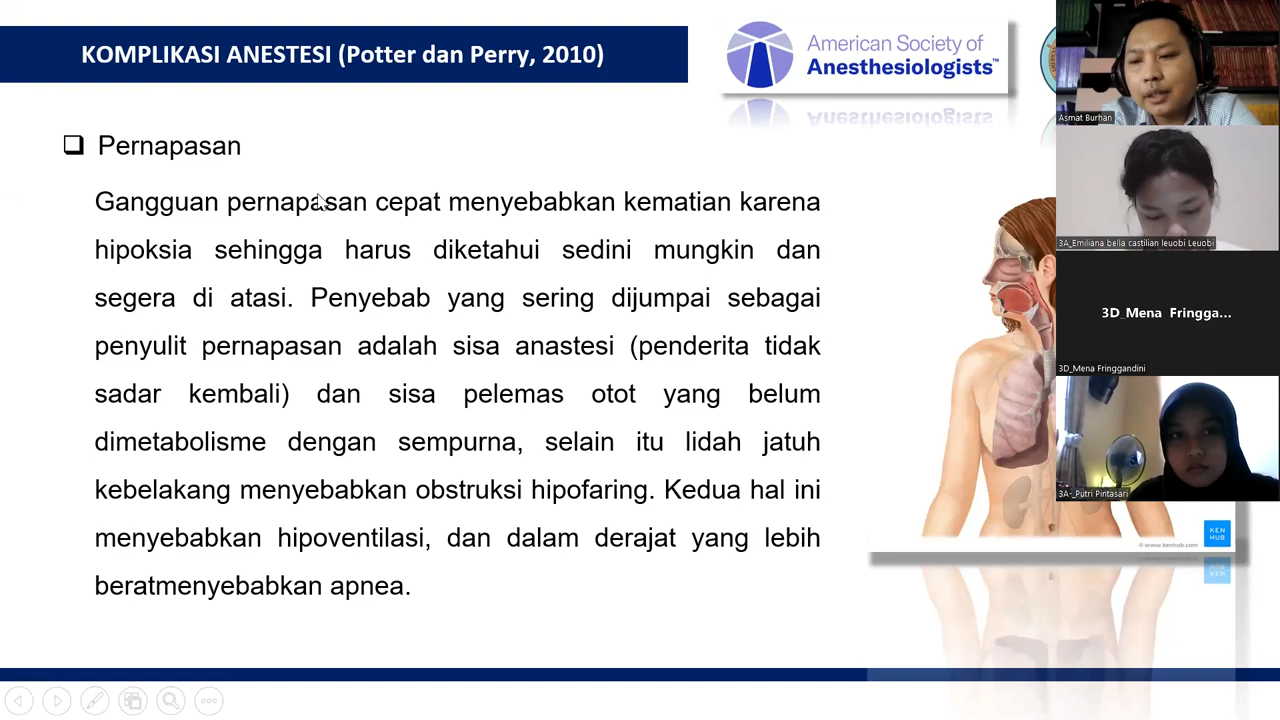 KOMPLIKASI ANESTESI (Potter dan Perry, 2010)
American Society of
Anesthesiologists™
Pernapasan
Gangguan pernapasan cepat menyebabkan kematian karena
hipoksia sehingga harus diketahui sedini mungkin dan
segera di atasi. Penyebab yang sering dijumpai sebagai
penyulit pernapasan adalah sisa anastesi (penderita tidak
sadar kembali) dan sisa pelemas otot yang belum
dimetabolisme dengan sempurna, selain itu lidah jatuh
kebelakang menyebabkan obstruksi hipofaring. Kedua hal ini
menyebabkan hipoventilasi, dan dalam derajat yang lebih
beratmenyebabkan apnea.
Asmat Burhan
3A_Emiliana bella castilian leuobi Leuobi
3D_Mena Fringga...
3D_Mena Fringgandini
3A-_Putri Pintasari
KEN
HUB
© www.kenhub.com